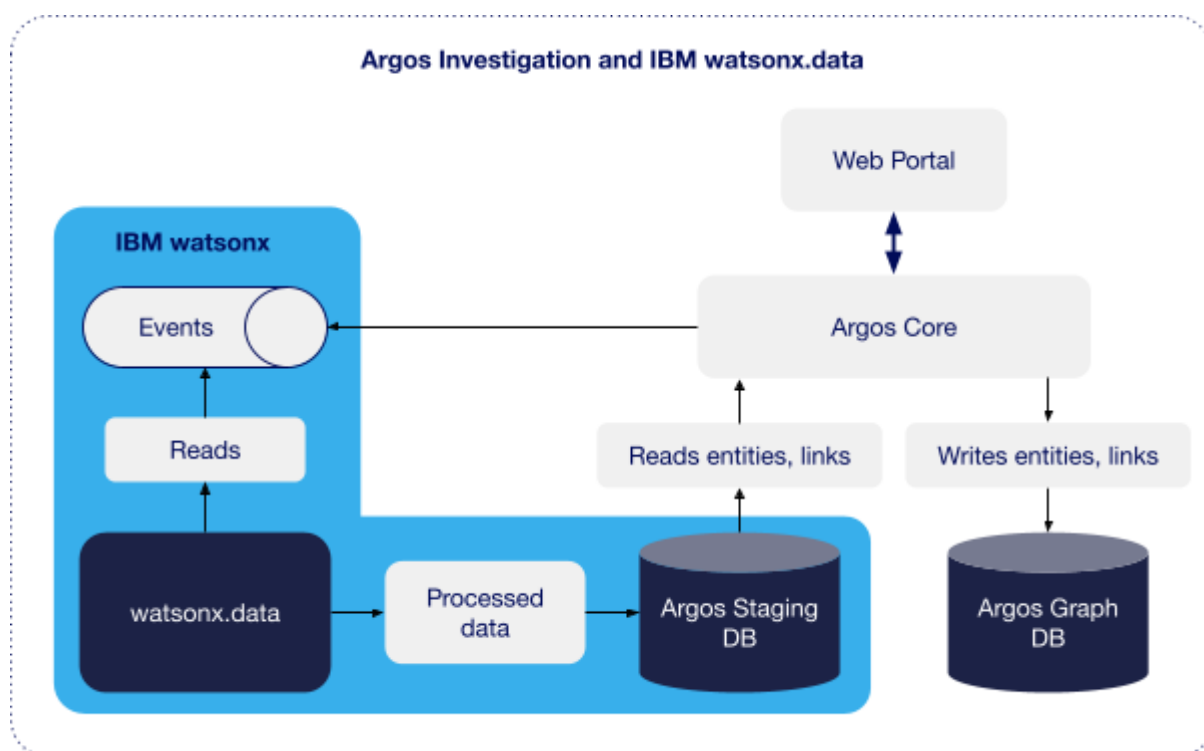 Argos Investigation and IBM watsonx.data
Web Portal
IBM watsonx
Events
Argos Core
Reads
Reads entities, links
Writes entities, links
watsonx.data
Processed
data
Argos Staging
DB
Argos Graph
DB